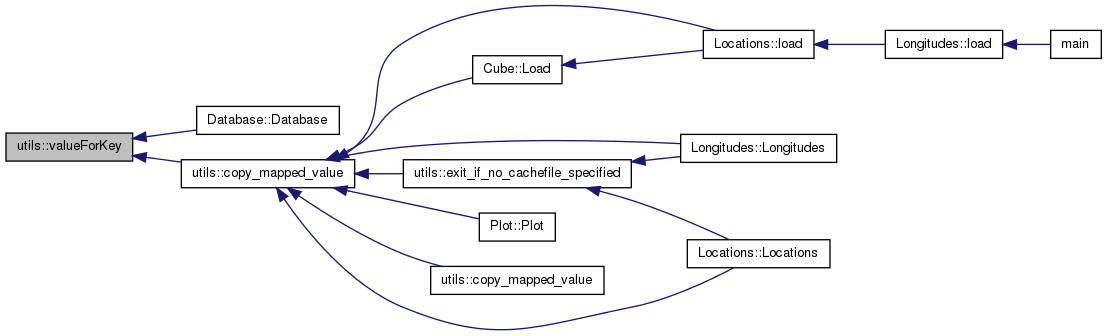 utils::valueForKey
Database::Database
utils::copy_mapped_value
Locations::load
Longitudes::load
main
Cube::Load
Longitudes::Longitudes
utils::exit_if_no_cachefile_specified
Plot::Plot
Locations::Locations
utils::copy_mapped_value